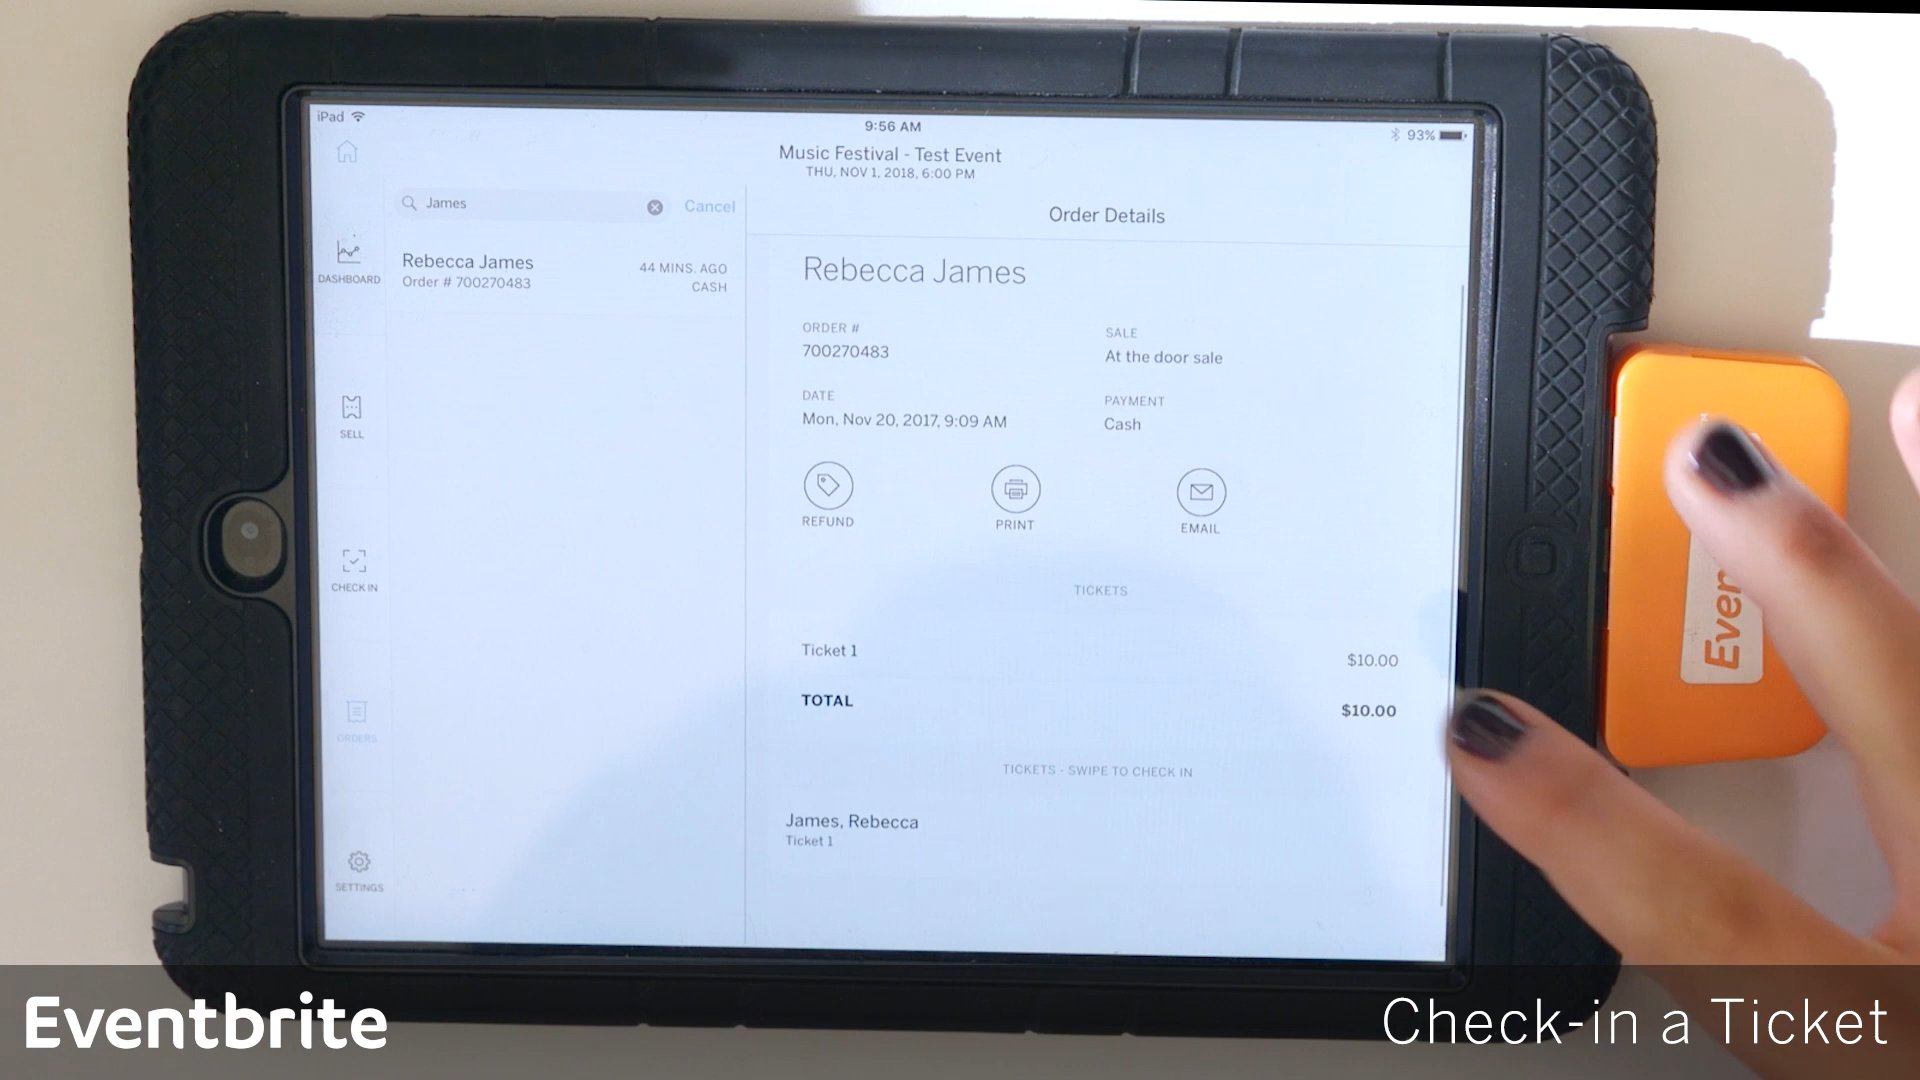 iPad
9:56 AM
93%
Music Festival - Test Event
THU, NOV 1, 2018, 6:00 PM
James
Cancel
Rebecca James
Order # 700270483
44 MINS. AGO
CASH
DASHBOARD
SELL
CHECK IN
ORDERS
SETTINGS
Order Details
Rebecca James
ORDER #
700270483
SALE
At the door sale
DATE
Mon, Nov 20, 2017, 9:09 AM
PAYMENT
Cash
REFUND
PRINT
EMAIL
TICKETS
Ticket 1
$10.00
TOTAL
$10.00
TICKETS - SWIPE TO CHECK IN
James, Rebecca
Ticket 1
Even
Eventbrite
Check-in a Ticket